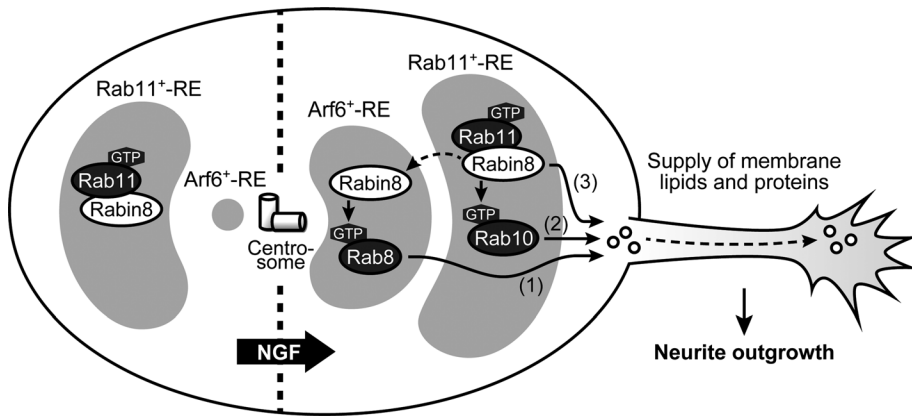 Rab11⁺-RE
GTP
Rab11
Rabin8
Arf6⁺-RE
Centro-
some
NGF
Arf6⁺-RE
Rabin8
GTP
Rab8
(1)
Rab11⁺-RE
GTP
Rab11
Rabin8
(3)
GTP
Rab10
(2)
Supply of membrane
lipids and proteins
Neurite outgrowth